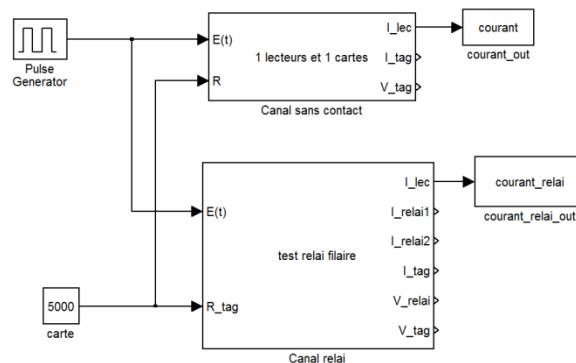 Pulse
Generator
E(t)
R
1 lecteurs et 1 cartes
I_lec
I_tag
V_tag
Canal sans contact
courant
courant_out
E(t)
R_tag
test relai filaire
I_lec
I_relai1
I_relai2
I_tag
V_relai
V_tag
Canal relai
courant_relai
courant_relai_out
5000
carte